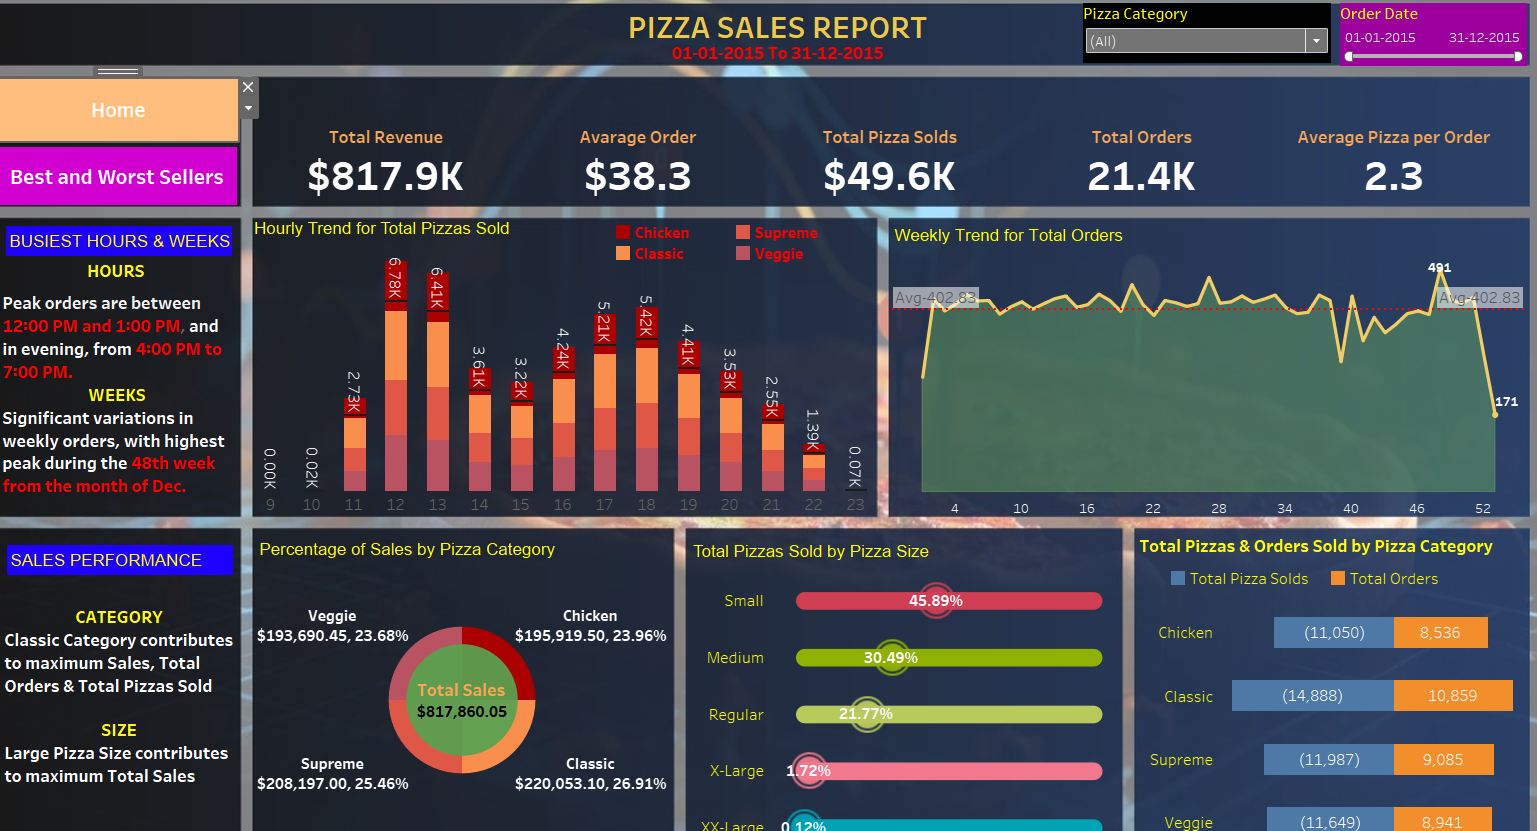 PIZZA SALES REPORT
01-01-2015 To 31-12-2015
Pizza Category
(All)
Order Date
01-01-2015 31-12-2015
Home
Best and Worst Sellers
Total Revenue
$817.9K
Avarage Order
$38.3
Total Pizza Solds
$49.6K
Total Orders
21.4K
Average Pizza per Order
2.3
BUSIEST HOURS & WEEKS
HOURS
Peak orders are between
12:00 PM and 1:00 PM, and
in evening, from 4:00 PM to
7:00 PM.
WEEKS
Significant variations in
weekly orders, with highest
peak during the 48th week
from the month of Dec.
Hourly Trend for Total Pizzas Sold
Chicken Supreme
Classic Veggie
0.00K 0.02K 2.73K 6.78K 6.41K 3.61K 3.22K 4.24K 5.21K 5.42K 4.41K 3.53K 2.55K 1.39K 0.07K
9 10 11 12 13 14 15 16 17 18 19 20 21 22 23
Weekly Trend for Total Orders
491
Avg-402.83 Avg-402.83
171
4 10 16 22 28 34 40 46 52
SALES PERFORMANCE
CATEGORY
Classic Category contributes
to maximum Sales, Total
Orders & Total Pizzas Sold
SIZE
Large Pizza Size contributes
to maximum Total Sales
Percentage of Sales by Pizza Category
Veggie
$193,690.45, 23.68%
Chicken
$195,919.50, 23.96%
Total Sales
$817,860.05
Supreme
$208,197.00, 25.46%
Classic
$220,053.10, 26.91%
Total Pizzas Sold by Pizza Size
Small 45.89%
Medium 30.49%
Regular 21.77%
X-Large 1.72%
XX-Large 0.12%
Total Pizzas & Orders Sold by Pizza Category
Total Pizza Solds Total Orders
Chicken (11,050) 8,536
Classic (14,888) 10,859
Supreme (11,987) 9,085
Veggie (11,649) 8,941